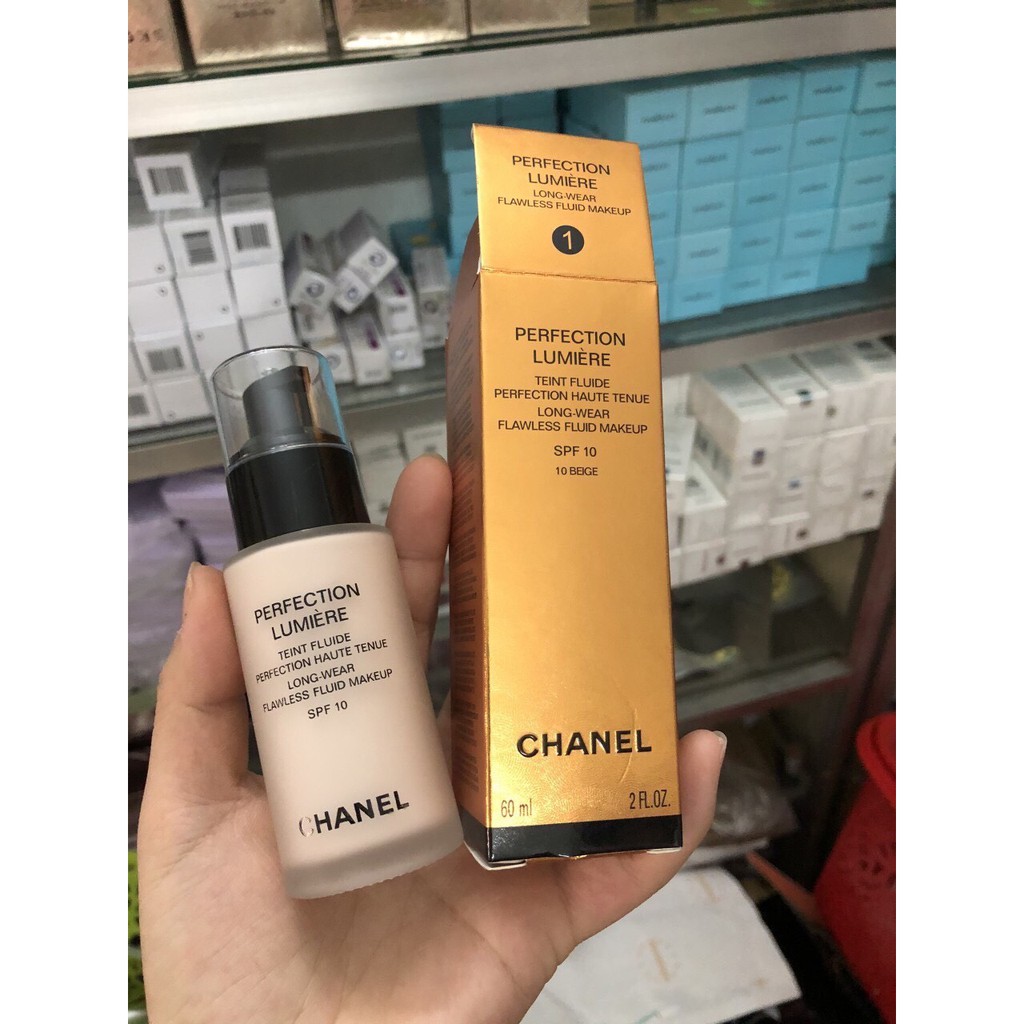 PERFECTION
LUMIÈRE
LONG-WEAR
FLAWLESS FLUID MAKEUP
1
PERFECTION
LUMIÈRE
TEINT FLUIDE
PERFECTION HAUTE TENUE
LONG-WEAR
FLAWLESS FLUID MAKEUP
SPF 10
10 BEIGE
CHANEL
60 ml
2 FL.OZ.
PERFECTION
LUMIÈRE
TEINT FLUIDE
PERFECTION HAUTE TENUE
LONG-WEAR
FLAWLESS FLUID MAKEUP
SPF 10
CHANEL